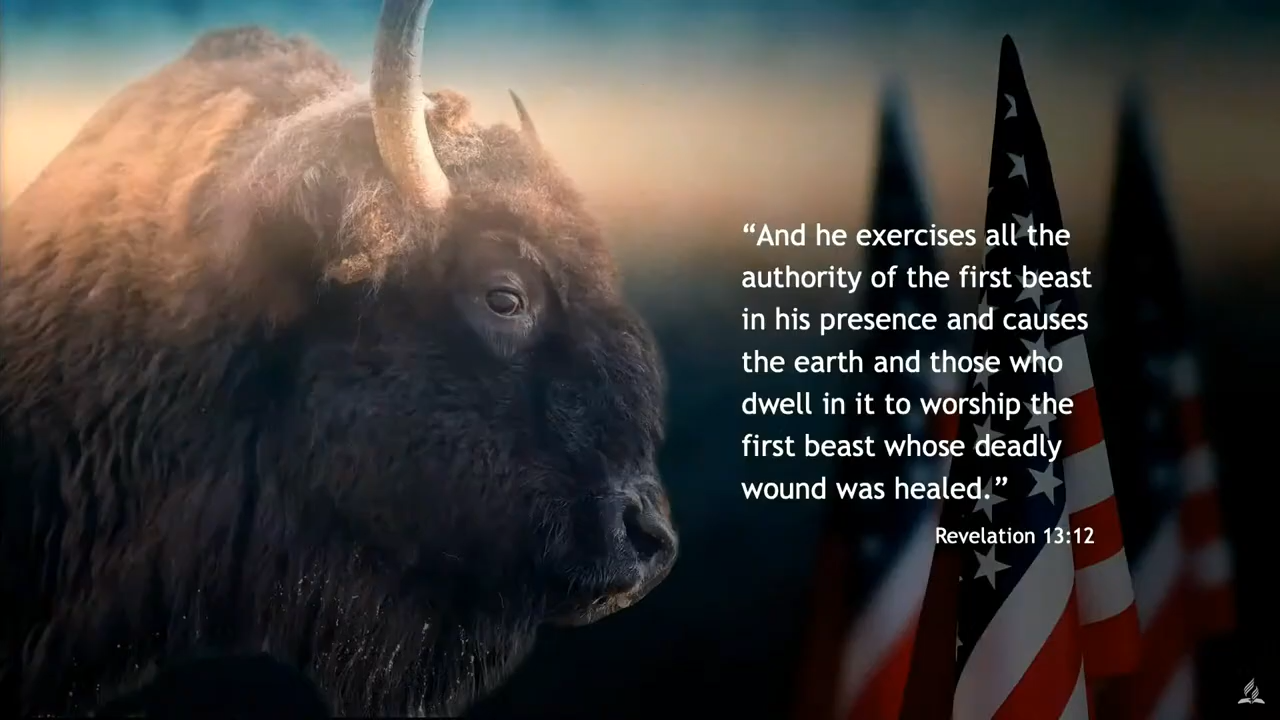 “And he exercises all the
authority of the first beast
in his presence and causes
the earth and those who
dwell in it to worship the
first beast whose deadly
wound was healed.”
Revelation 13:12